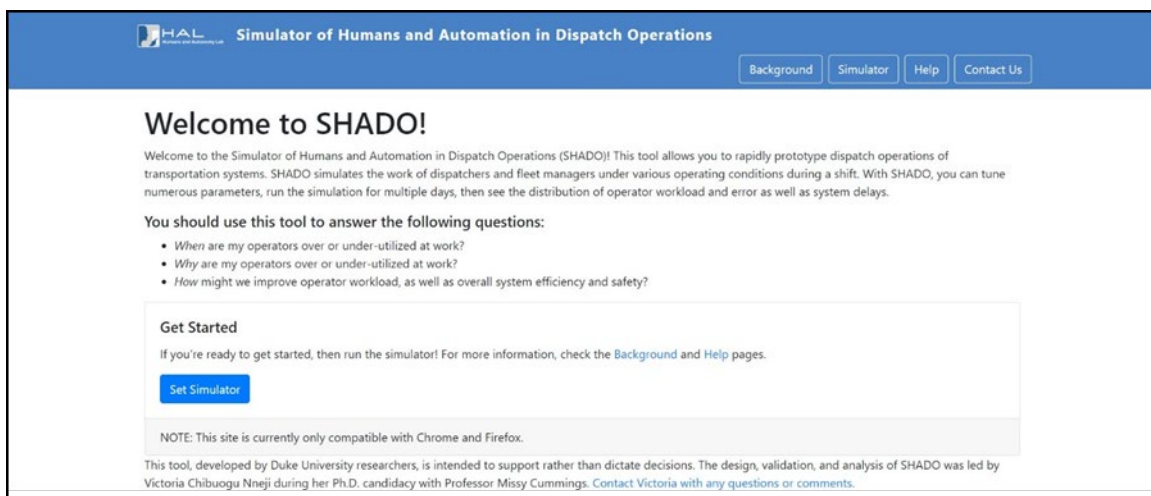 HAL Simulator of Humans and Automation in Dispatch Operations
Humans and Autonomy Lab
Background Simulator Help Contact Us
Welcome to SHADO!
Welcome to the Simulator of Humans and Automation in Dispatch Operations (SHADO)! This tool allows you to rapidly prototype dispatch operations of
transportation systems. SHADO simulates the work of dispatchers and fleet managers under various operating conditions during a shift. With SHADO, you can tune
numerous parameters, run the simulation for multiple days, then see the distribution of operator workload and error as well as system delays.
You should use this tool to answer the following questions:
• When are my operators over or under-utilized at work?
• Why are my operators over or under-utilized at work?
• How might we improve operator workload, as well as overall system efficiency and safety?
Get Started
If you're ready to get started, then run the simulator! For more information, check the Background and Help pages.
Set Simulator
NOTE: This site is currently only compatible with Chrome and Firefox.
This tool, developed by Duke University researchers, is intended to support rather than dictate decisions. The design, validation, and analysis of SHADO was led by
Victoria Chibuogu Nneji during her Ph.D. candidacy with Professor Missy Cummings. Contact Victoria with any questions or comments.